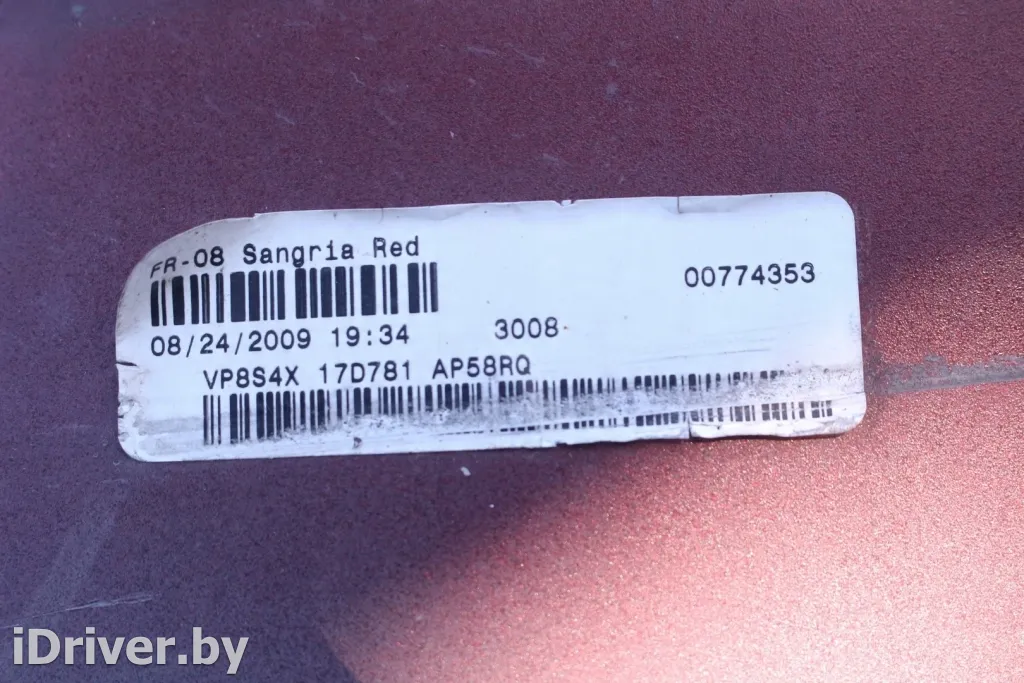 FR-08 Sangria Red
00774353
08/24/2009 19:34 3008
VP8S4X 17D781 AP58RQ
iDriver.by